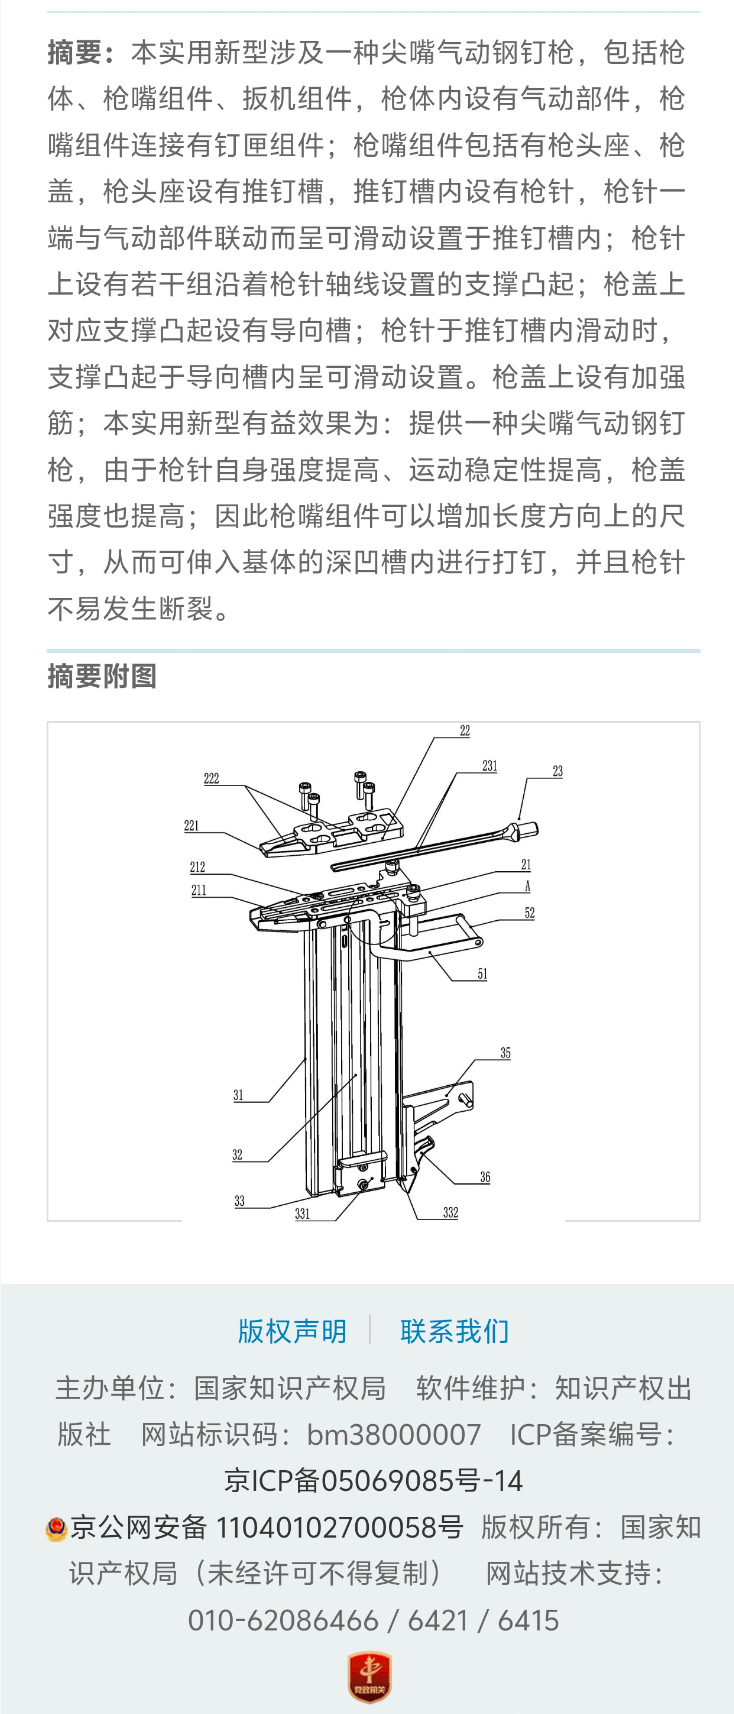 摘要：本实用新型涉及一种尖嘴气动钢钉枪，包括枪
体、枪嘴组件、扳机组件，枪体内设有气动部件，枪
嘴组件连接有钉匣组件；枪嘴组件包括有枪头座、枪
盖，枪头座设有推钉槽，推钉槽内设有枪针，枪针一
端与气动部件联动而呈可滑动设置于推钉槽内；枪针
上设有若干组沿着枪针轴线设置的支撑凸起；枪盖上
对应支撑凸起设有导向槽；枪针于推钉槽内滑动时，
支撑凸起于导向槽内呈可滑动设置。枪盖上设有加强
筋；本实用新型有益效果为：提供一种尖嘴气动钢钉
枪，由于枪针自身强度提高、运动稳定性提高，枪盖
强度也提高；因此枪嘴组件可以增加长度方向上的尺
寸，从而可伸入基体的深凹槽内进行打钉，并且枪针
不易发生断裂。
摘要附图
22
231
23
222
221
212
21
211
A
52
51
35
31
32
36
33
331
332
版权声明 联系我们
主办单位：国家知识产权局 软件维护：知识产权出
版社 网站标识码：bm38000007 ICP备案编号：
京ICP备05069085号-14
京公网安备 11040102700058号 版权所有：国家知
识产权局（未经许可不得复制） 网站技术支持：
010-62086466 / 6421 / 6415
党政机关